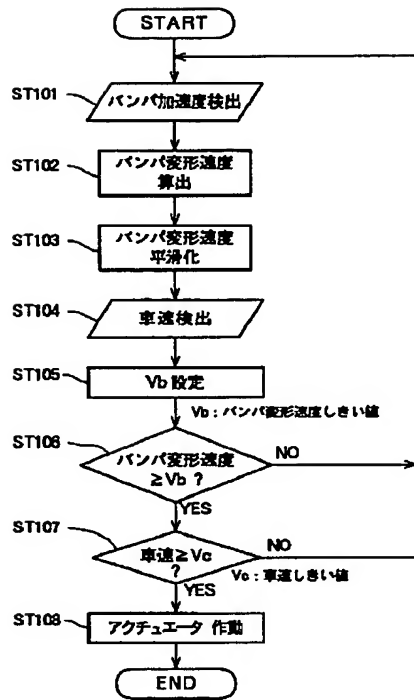 START
ST101
バンパ加速度検出
ST102
バンパ変形速度
算出
ST103
バンパ変形速度
平滑化
ST104
車速検出
ST105
Vb 設定
Vb : バンパ変形速度しきい値
ST106
バンパ変形速度
≧Vb ?
NO
YES
ST107
車速≧Vc
?
NO
Vc : 車速しきい値
YES
ST108
アクチュエータ 作動
END